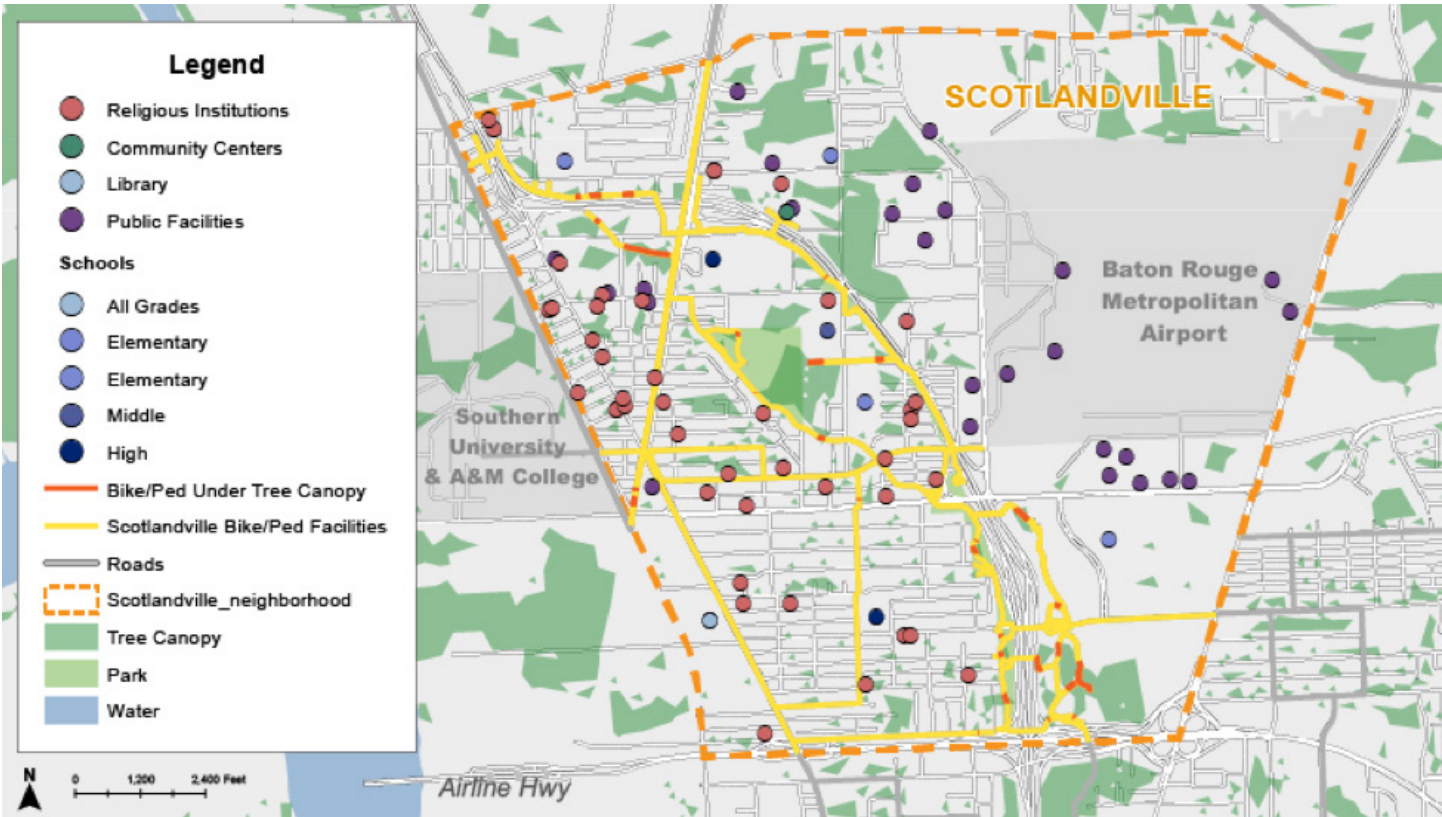 Legend
Religious Institutions
Community Centers
Library
Public Facilities
Schools
All Grades
Elementary
Elementary
Middle
High
Bike/Ped Under Tree Canopy
Scotlandville Bike/Ped Facilities
Roads
Scotlandville_neighborhood
Tree Canopy
Park
Water
N
0 1,200 2,400 Feet
SCOTLANDVILLE
Baton Rouge
Metropolitan
Airport
Southern
University
& A&M College
Airline Hwy